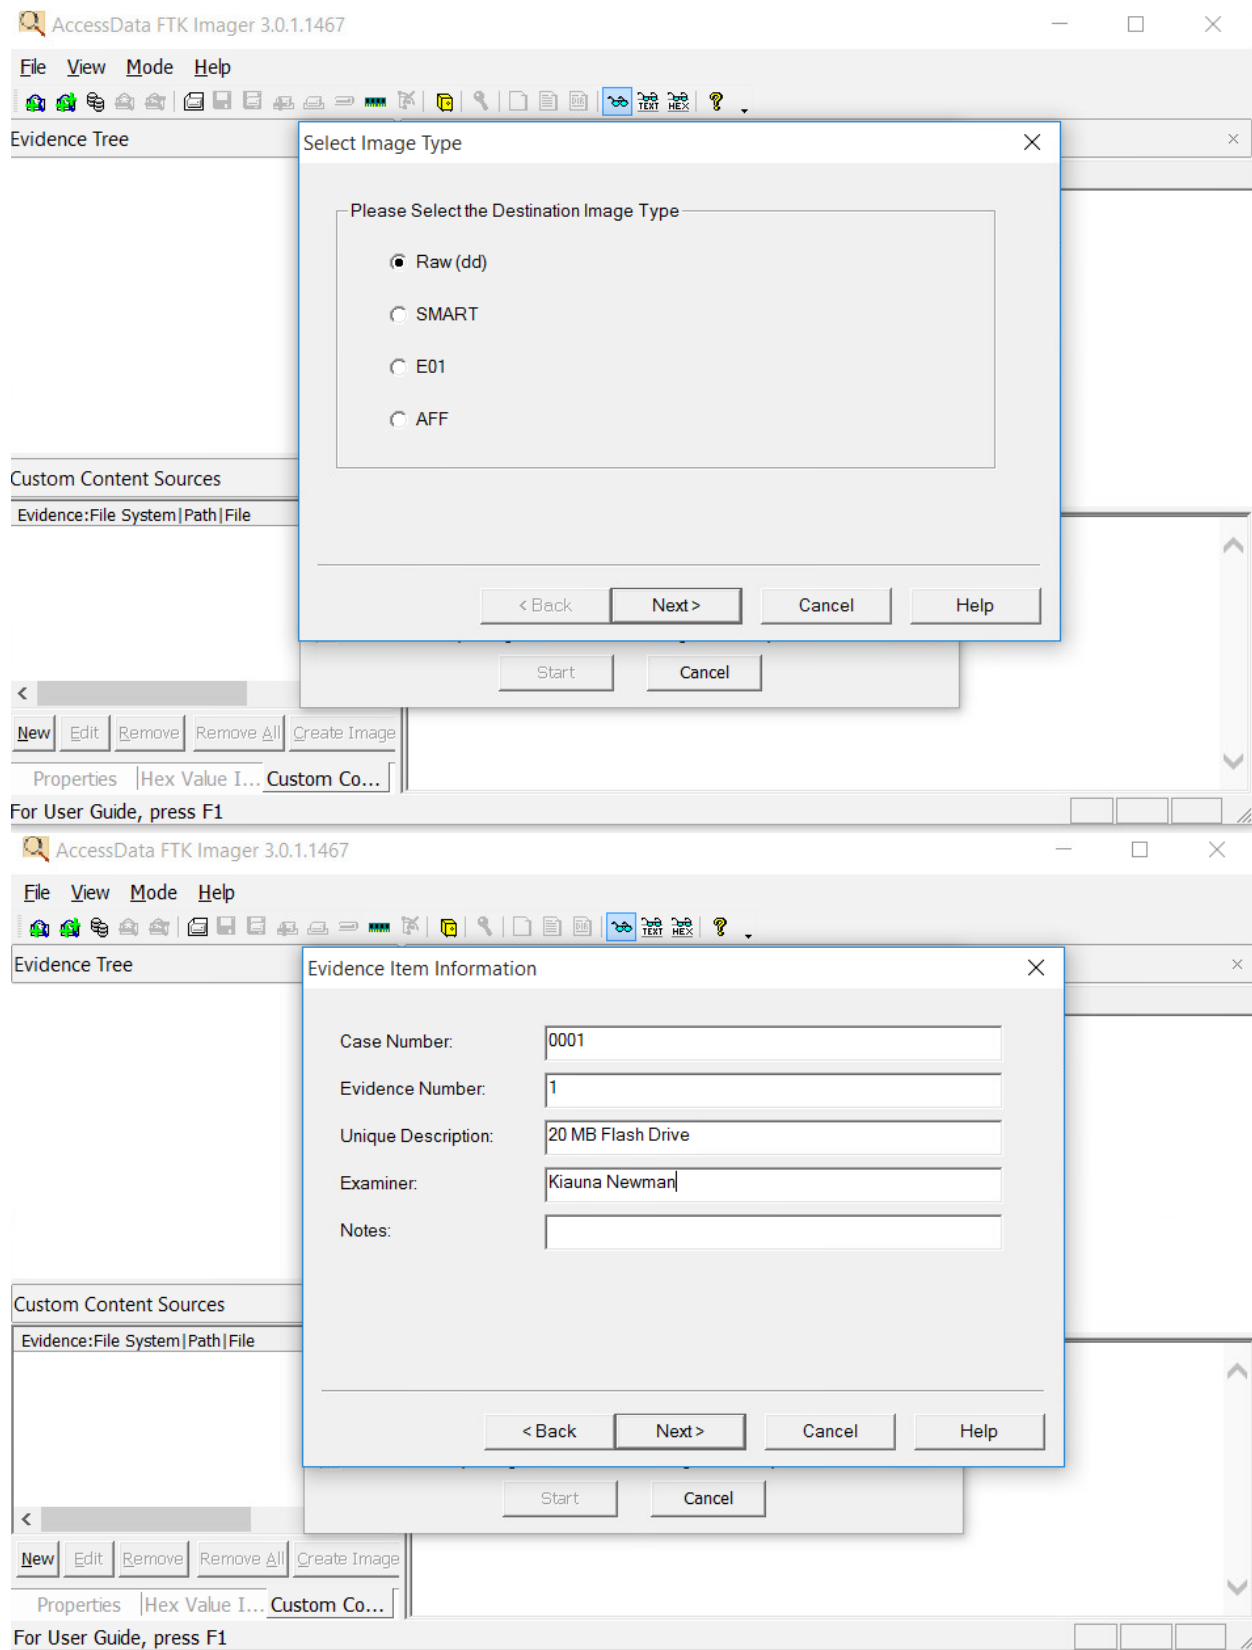 AccessData FTK Imager 3.0.1.1467
File View Mode Help
TEXT HEX
Evidence Tree
Select Image Type
Please Select the Destination Image Type
Raw (dd)
SMART
E01
AFF
Custom Content Sources
Evidence:File System|Path|File
< Back Next > Cancel Help
Start Cancel
New Edit Remove Remove All Create Image
Properties Hex Value I... Custom Co...
For User Guide, press F1
AccessData FTK Imager 3.0.1.1467
File View Mode Help
TEXT HEX
Evidence Tree
Evidence Item Information
Case Number: 0001
Evidence Number: 1
Unique Description: 20 MB Flash Drive
Examiner: Kiauna Newman
Notes:
Custom Content Sources
Evidence:File System|Path|File
< Back Next > Cancel Help
Start Cancel
New Edit Remove Remove All Create Image
Properties Hex Value I... Custom Co...
For User Guide, press F1